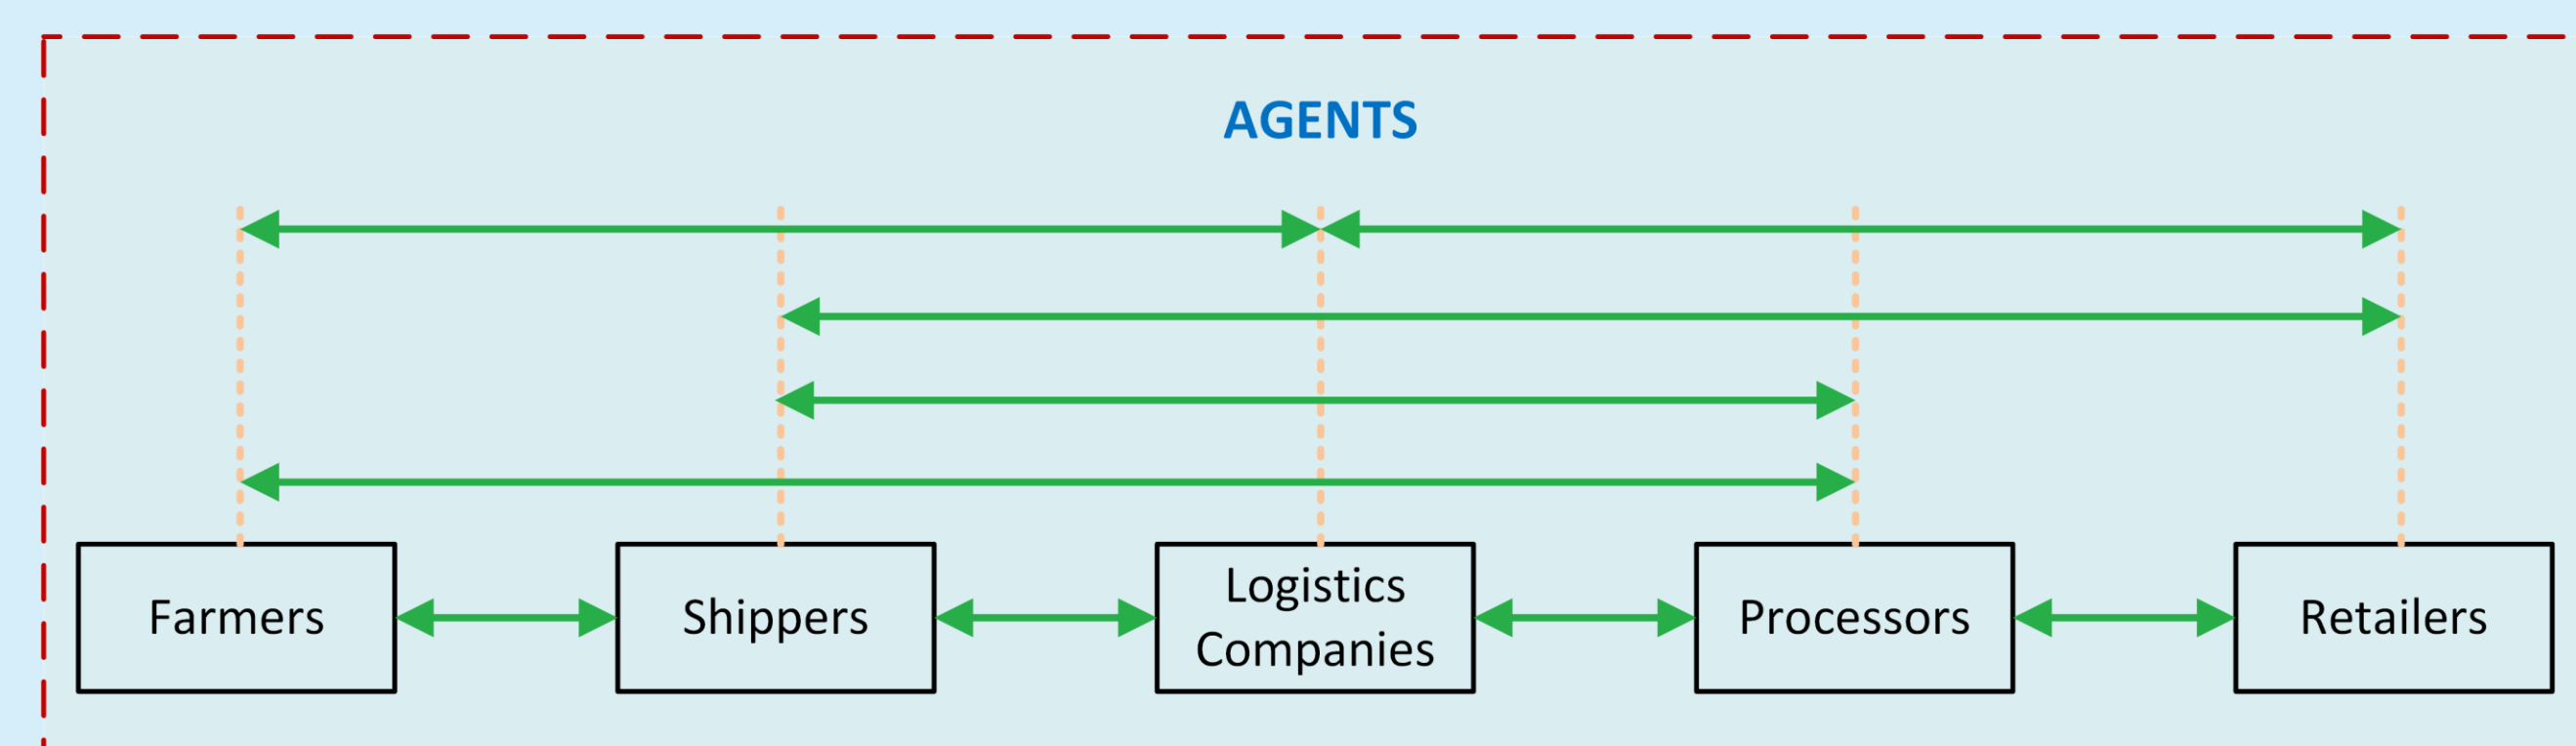 AGENTS
Farmers
Shippers
Logistics
Companies
Processors
Retailers